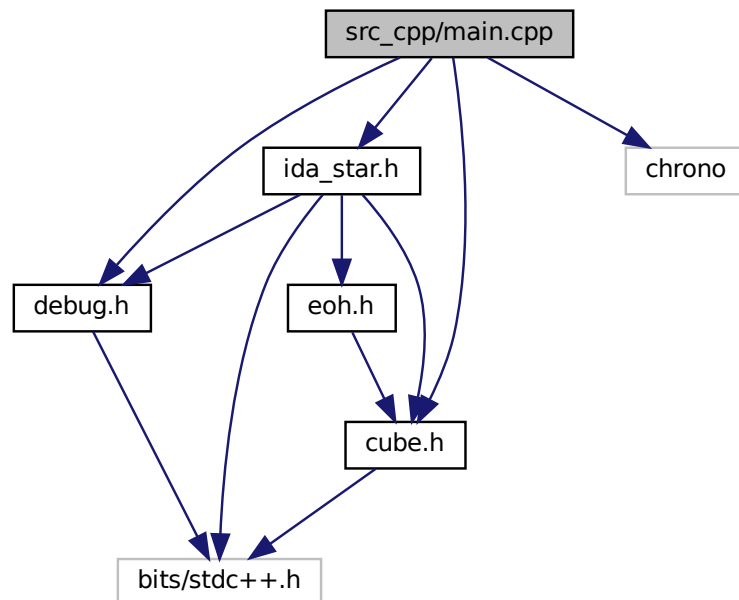 src_cpp/main.cpp
ida_star.h
chrono
debug.h
eoh.h
cube.h
bits/stdc++.h